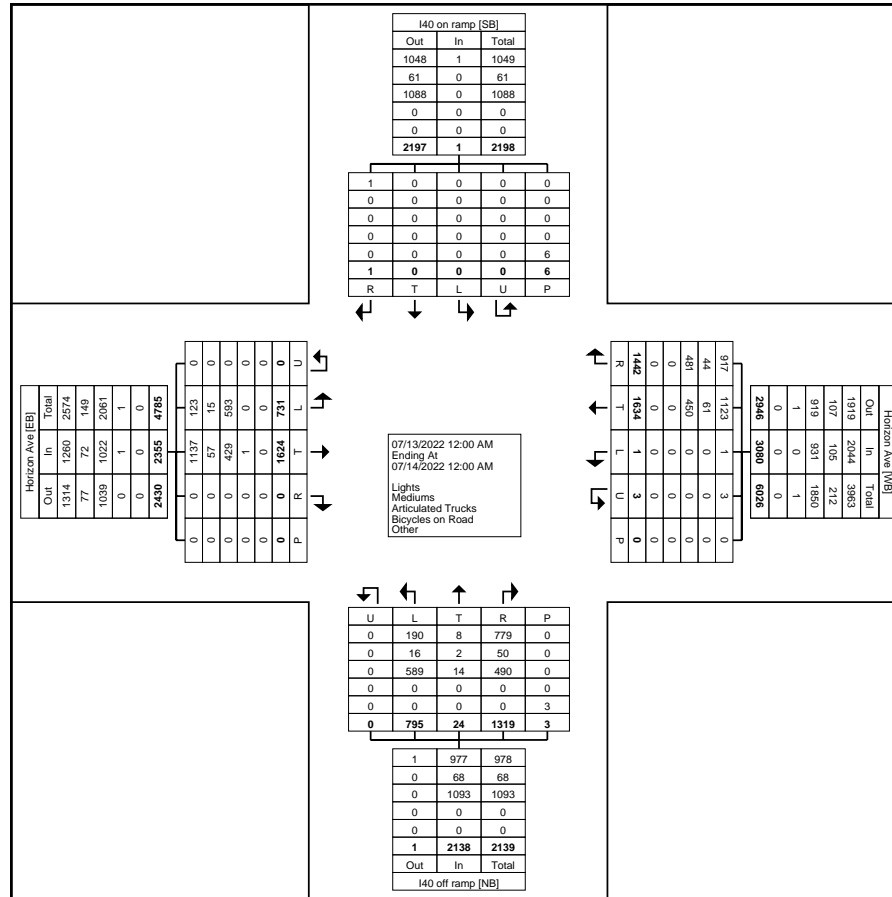 I40 on ramp [SB]
Out In Total
1048 1 1049
61 0 61
1088 0 1088
0 0 0
0 0 0
2197 1 2198
1 0 0 0 0
0 0 0 0 0
0 0 0 0 0
0 0 0 0 0
0 0 0 0 6
1 0 0 0 6
R T L U P
Horizon Ave [EB]
Total In Out
2574 1260 1314
149 72 77
2061 1022 1039
1 1 0
0 0 0
4785 2355 2430
0 123 1137 0 0
0 15 57 0 0
0 593 429 0 0
0 0 1 0 0
0 0 0 0 0
0 731 1624 0 0
U L T R P
07/13/2022 12:00 AM
Ending At
07/14/2022 12:00 AM
Lights
Mediums
Articulated Trucks
Bicycles on Road
Other
R T L U P
1442 1634 1 3 0
0 0 0 0 0
0 0 0 0 0
481 450 0 0 0
44 61 0 0 0
917 1123 1 3 0
2946 3080 6026
0 0 0
1 0 1
919 931 1850
107 105 212
1919 2044 3963
Out In Total
Horizon Ave [WB]
U L T R P
0 190 8 779 0
0 16 2 50 0
0 589 14 490 0
0 0 0 0 0
0 0 0 0 3
0 795 24 1319 3
1 977 978
0 68 68
0 1093 1093
0 0 0
0 0 0
1 2138 2139
Out In Total
I40 off ramp [NB]